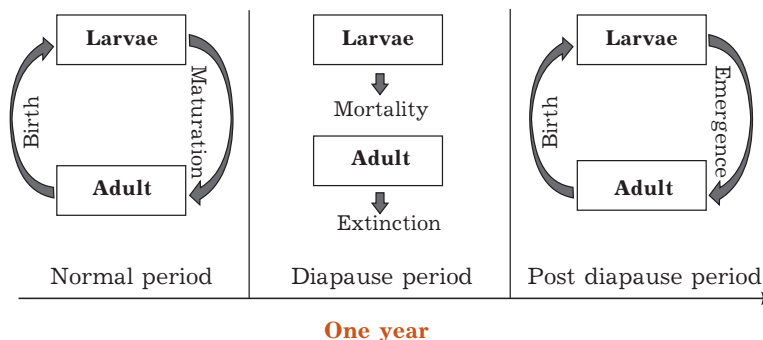 Larvae
Birth
Maturation
Adult
Normal period
Larvae
Mortality
Adult
Extinction
Diapause period
Larvae
Birth
Emergence
Adult
Post diapause period
One year